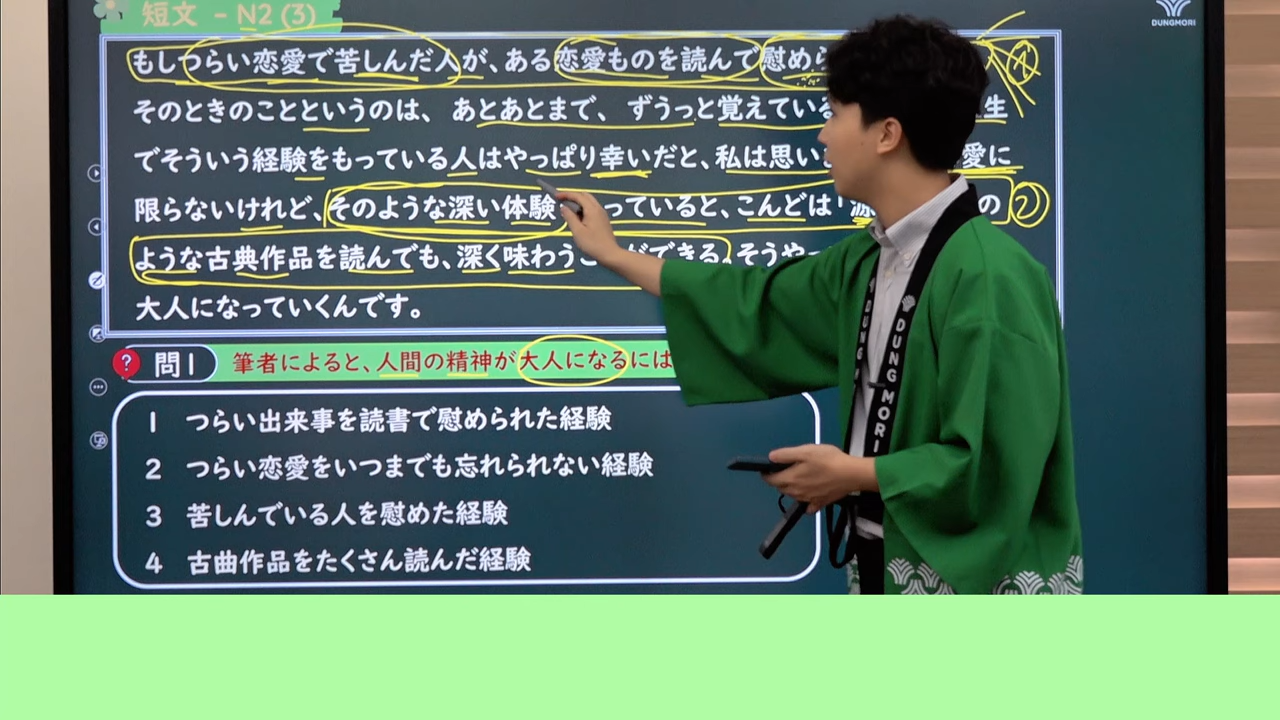 短文 - N2 (3)
DUNGMORI
もしつらい恋愛で苦しんだ人が、ある恋愛ものを読んで慰めら
①
そのときのことというのは、あとあとまで、ずうっと覚えている
生
でそういう経験をもっている人はやっぱり幸いだと、私は思い
愛に
限らないけれど、そのような深い体験
っていると、こんどは「源
の
②
ような古典作品を読んでも、深く味わうこ
ができる。そうや
大人になっていくんです。
? 問1 筆者によると、人間の精神が大人になるには
1 つらい出来事を読書で慰められた経験
2 つらい恋愛をいつまでも忘れられない経験
3 苦しんでいる人を慰めた経験
4 古曲作品をたくさん読んだ経験
DUNGMORI
DUNG